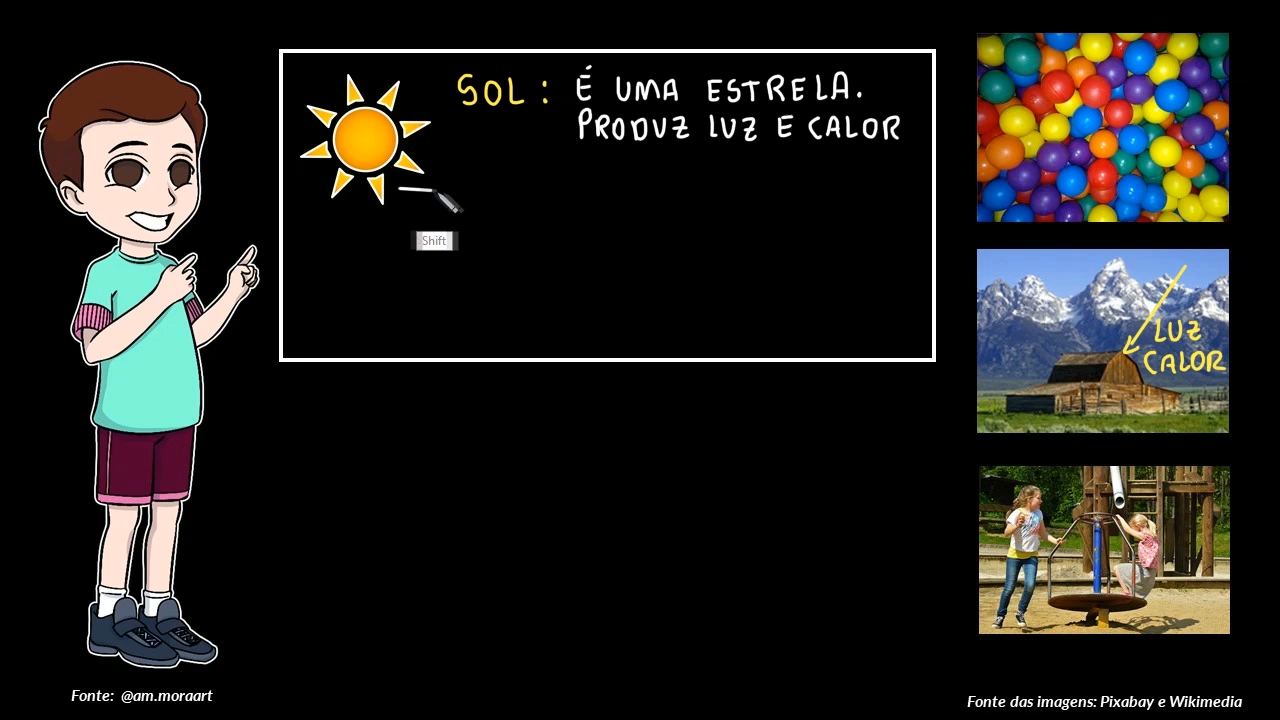 SOL: É UMA ESTRELA.
PRODUZ LUZ E CALOR
Shift
LUZ
CALOR
Fonte: @am.moraart
Fonte das imagens: Pixabay e Wikimedia